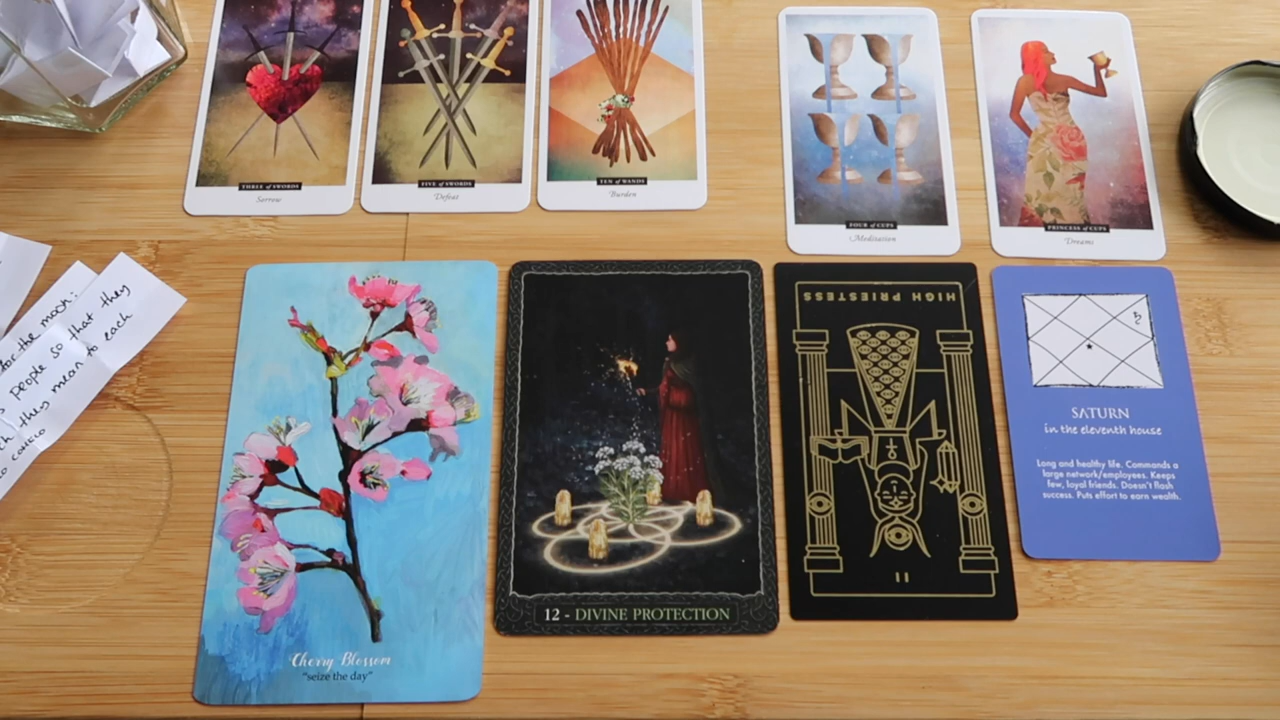 THREE of SWORDS
Sorrow
FIVE of SWORDS
Defeat
TEN of WANDS
Burden
FOUR of CUPS
Meditation
PRINCESS of CUPS
Dreams
for the moon:
people so that they
they mean to each
Cherry Blossom
"seize the day"
12 - DIVINE PROTECTION
HIGH PRIESTESS
II
SATURN
in the eleventh house
Long and healthy life. Commands a
large network/employees. Keeps
few, loyal friends. Doesn't flash
success. Puts effort to earn wealth.